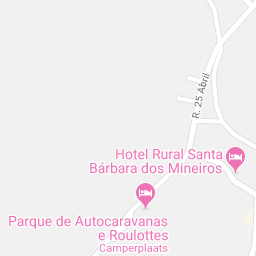 R. 25 Abril
Hotel Rural Santa
Bárbara dos Mineiros
Parque de Autocaravanas
e Roulottes
Camperplaats